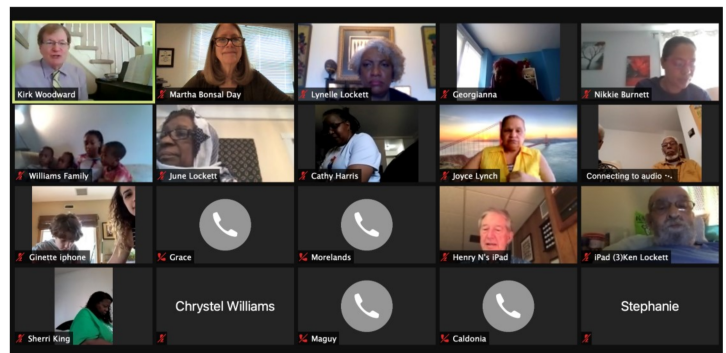 Kirk Woodward
Martha Bonsal Day
Lynelle Lockett
Georgianna
Nikkie Burnett
Williams Family
June Lockett
Cathy Harris
Joyce Lynch
Connecting to audio ··.
Ginette iphone
Grace
Morelands
Henry N's iPad
iPad (3)Ken Lockett
Sherri King
Chrystel Williams
Maguy
Caldonia
Stephanie